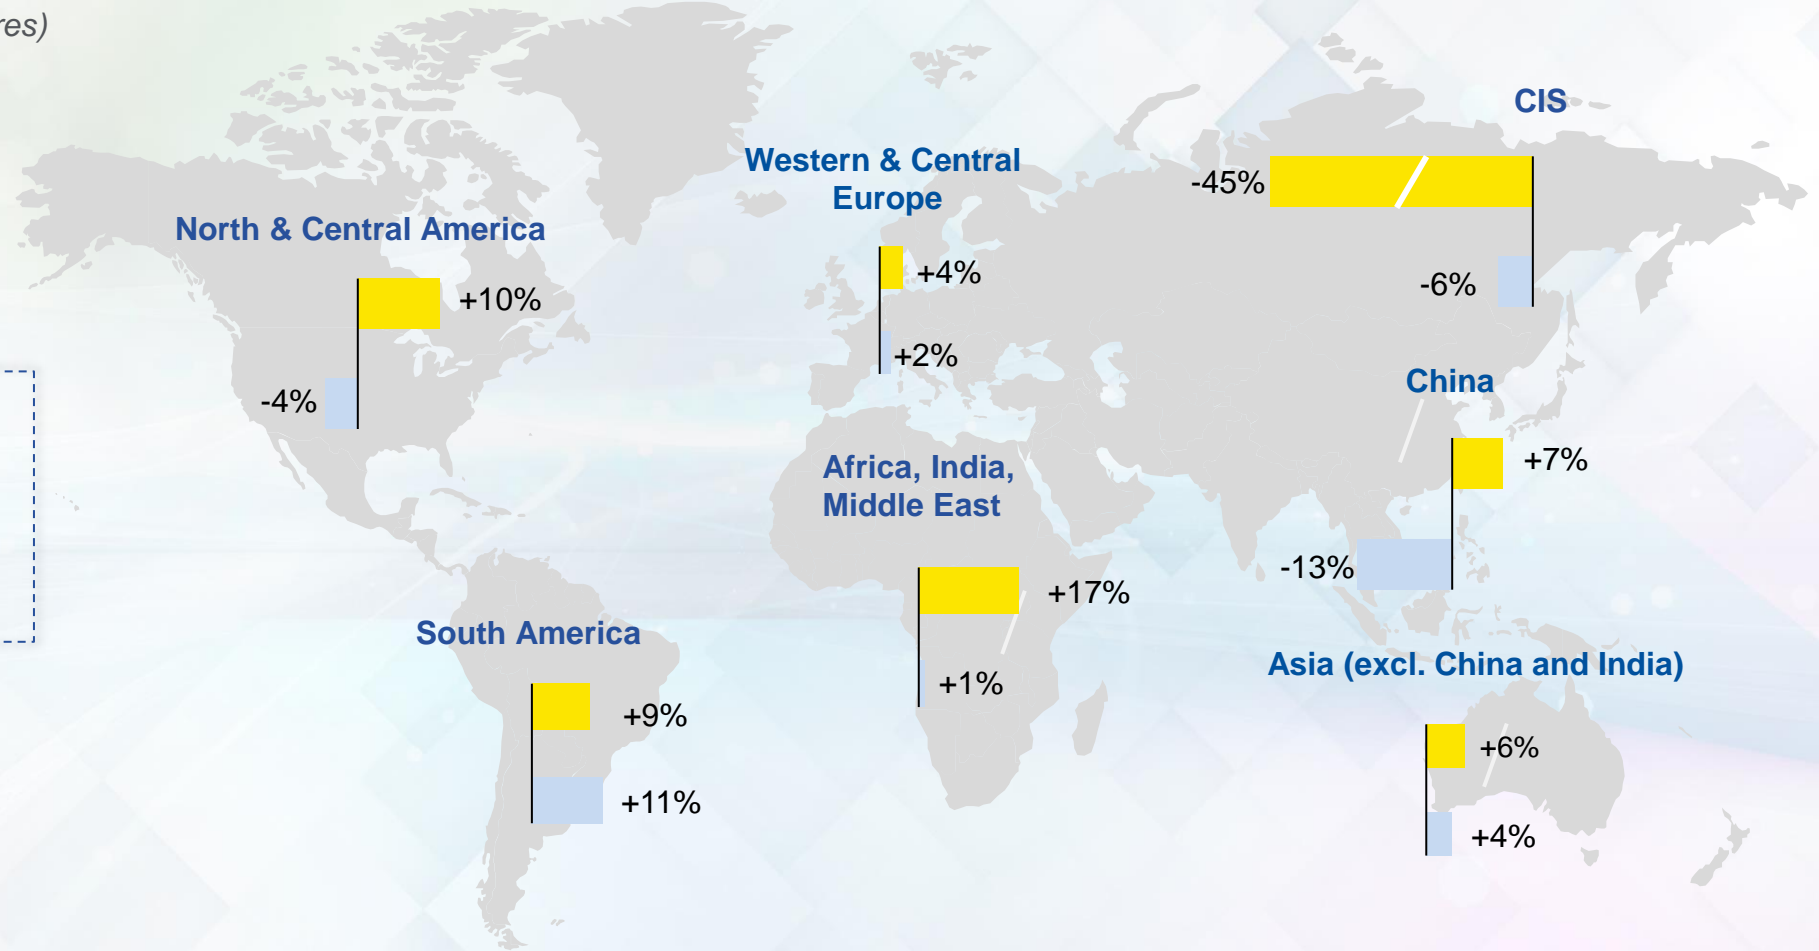 res)
CIS
Western & Central
Europe
-45%
North & Central America
+4%
-6%
+10%
+2%
China
-4%
+7%
Africa, India,
Middle East
-13%
+17%
South America
Asia (excl. China and India)
+1%
+9%
+6%
+11%
+4%